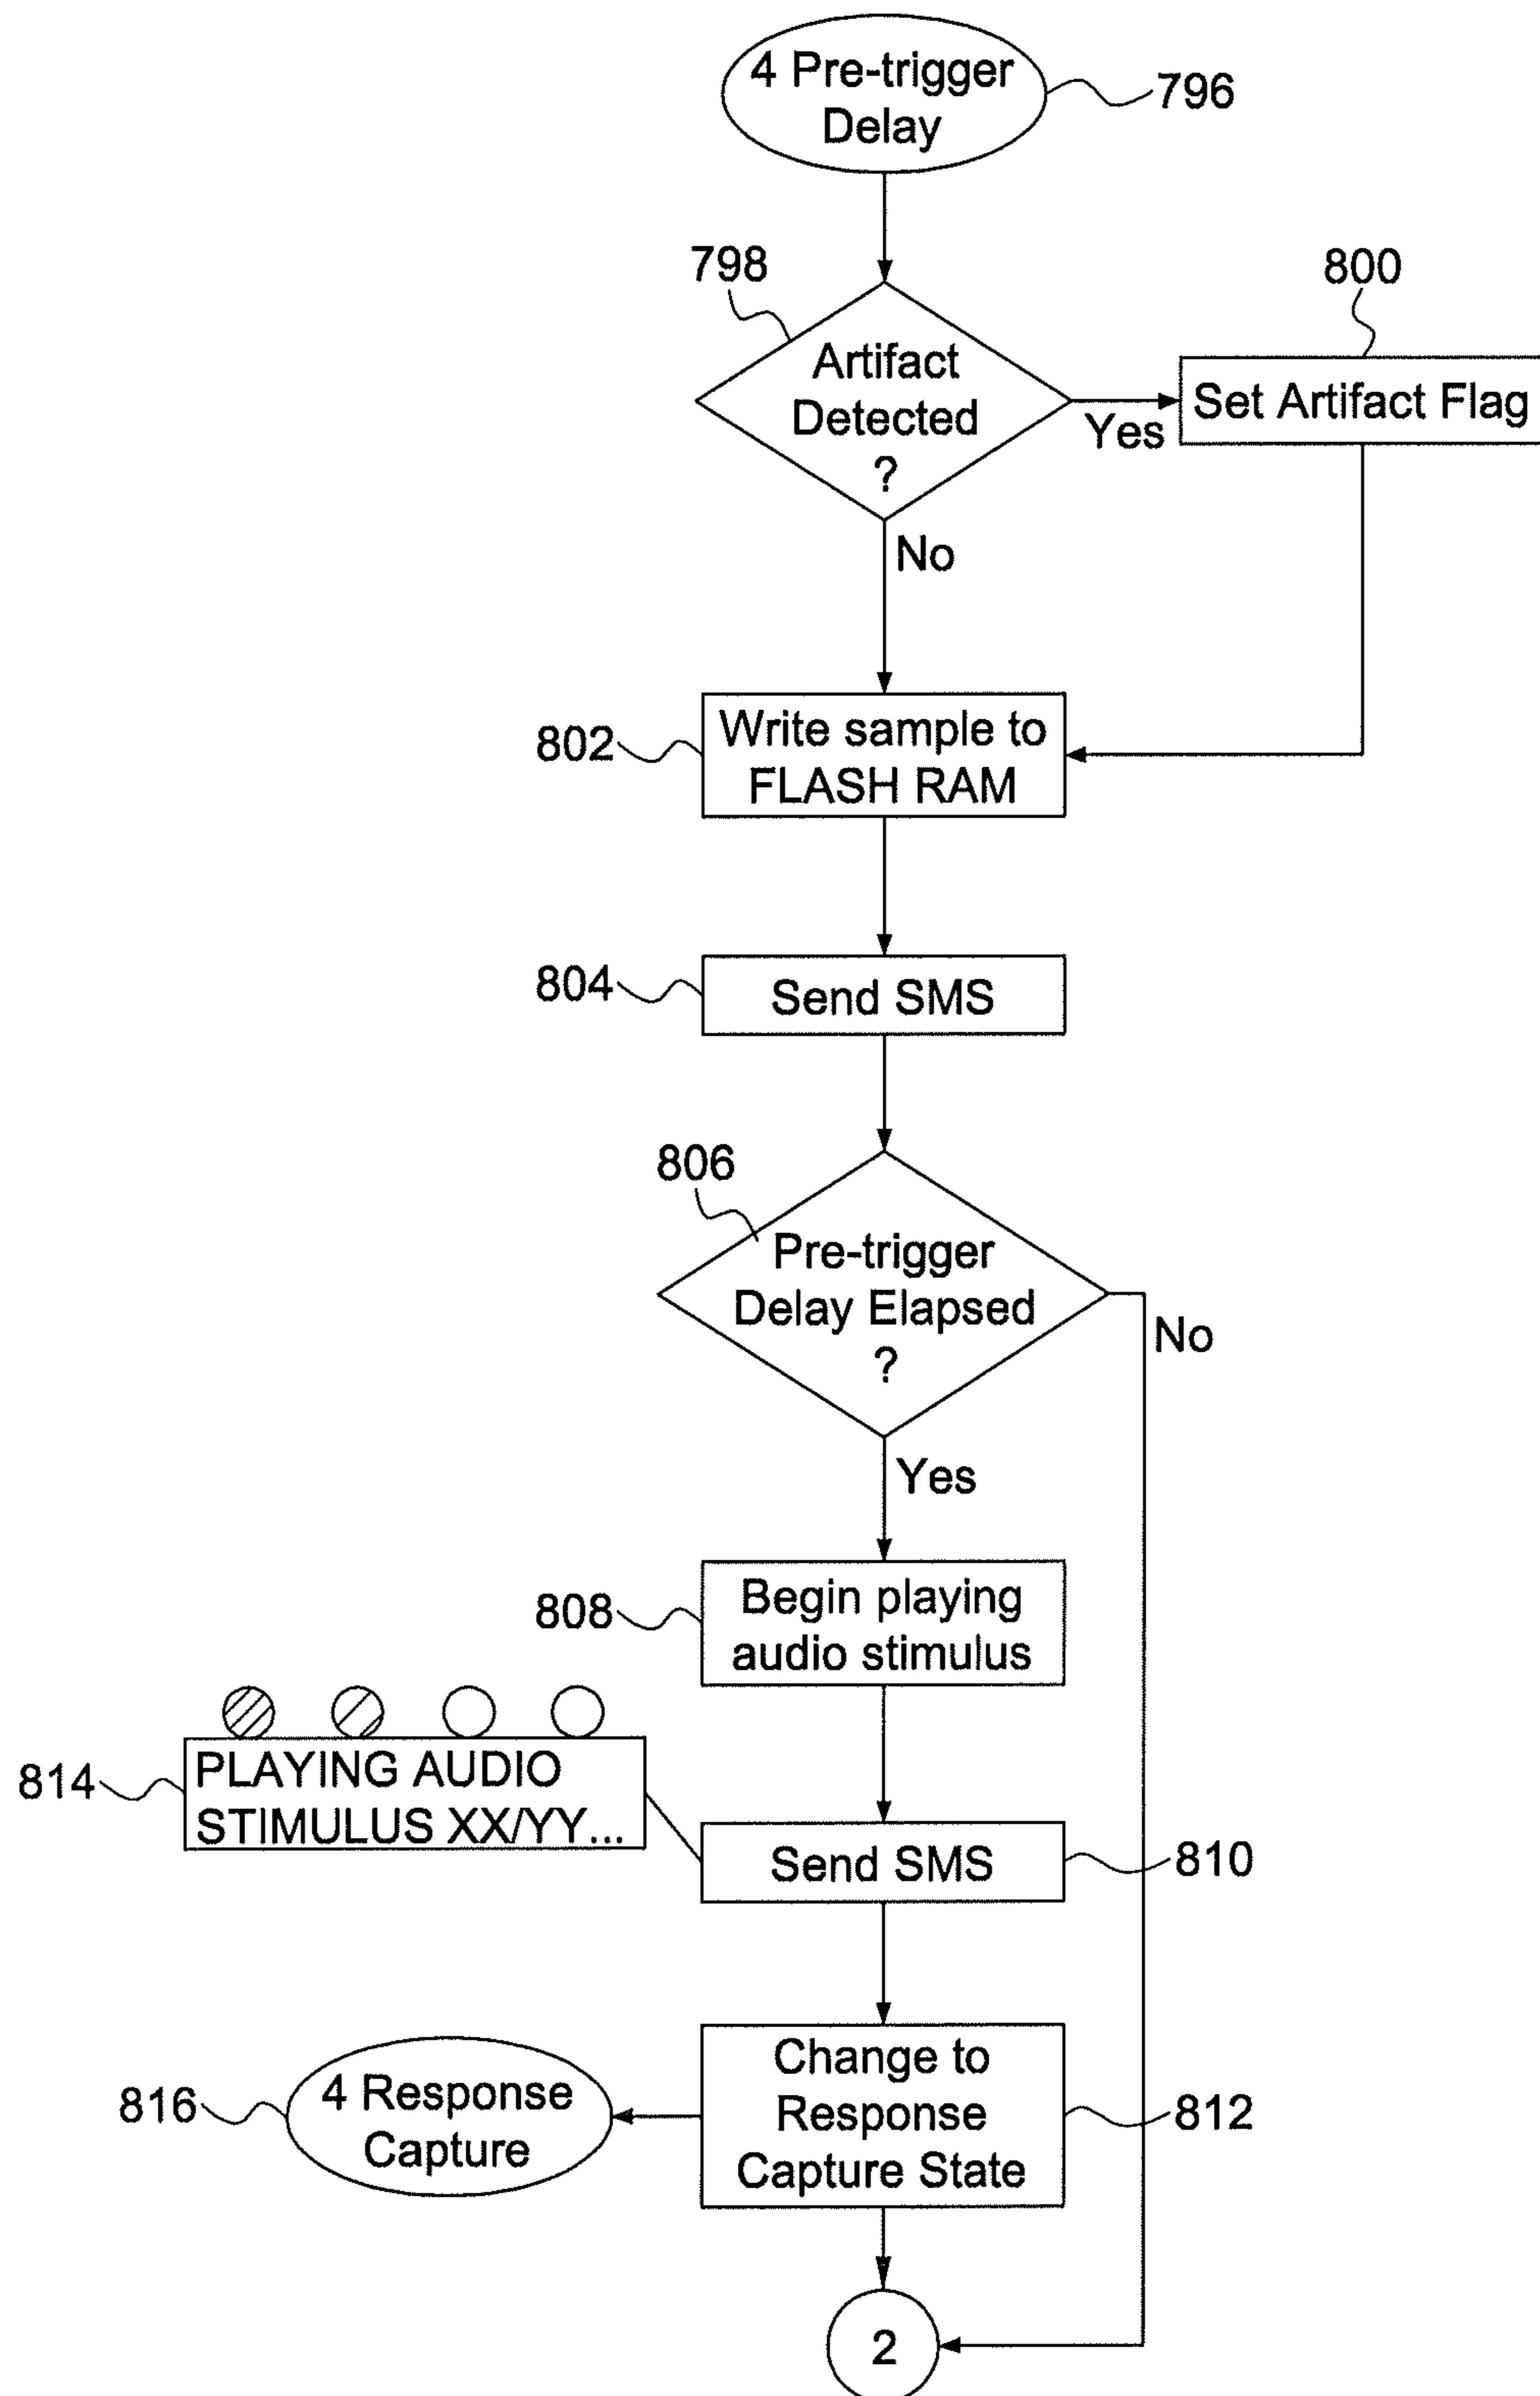 4 Pre-trigger
Delay
796
798
Artifact
Detected
?
800
Set Artifact Flag
Yes
No
802
Write sample to
FLASH RAM
804
Send SMS
806
Pre-trigger
Delay Elapsed
?
No
Yes
808
Begin playing
audio stimulus
814
PLAYING AUDIO
STIMULUS XX/YY...
Send SMS
810
816
4 Response
Capture
Change to
Response
Capture State
812
2